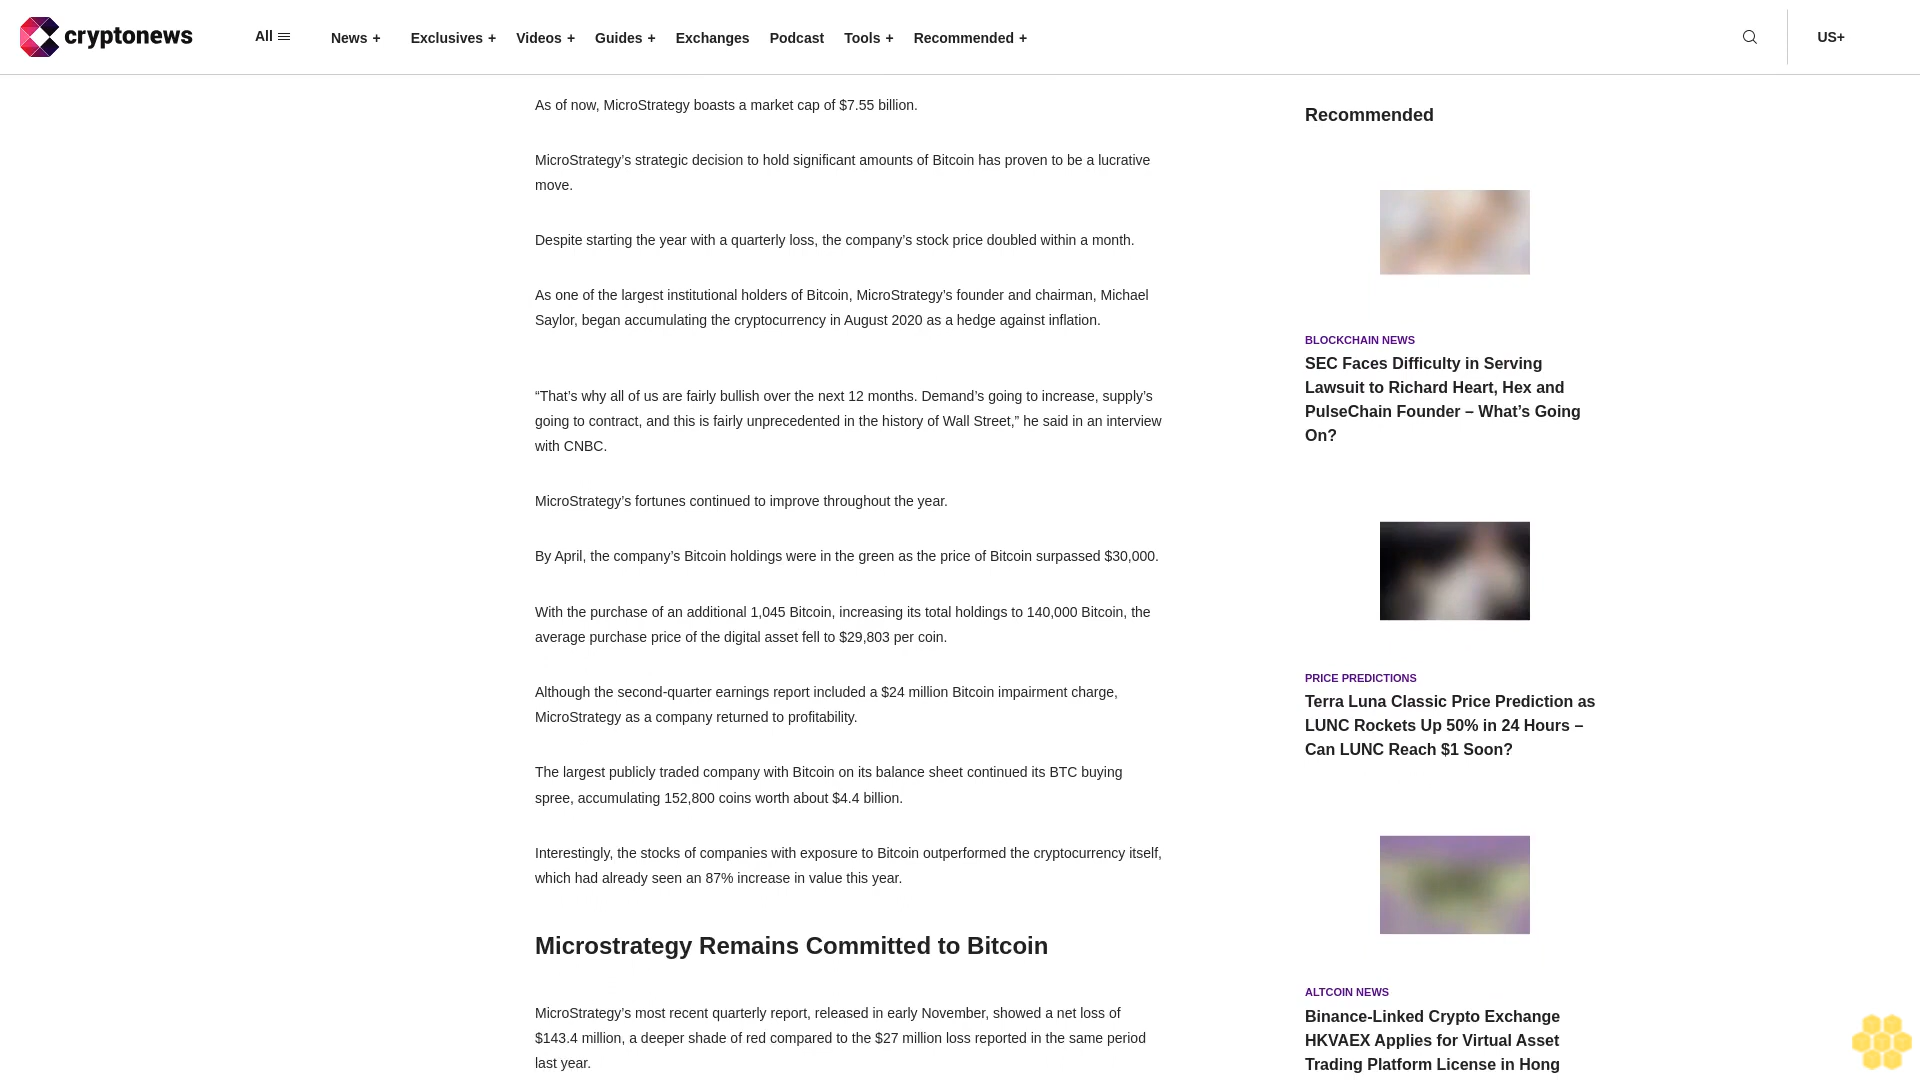 cryptonews
All
News +
Exclusives +
Videos +
Guides +
Exchanges
Podcast
Tools +
Recommended +
US+
As of now, MicroStrategy boasts a market cap of $7.55 billion.
MicroStrategy’s strategic decision to hold significant amounts of Bitcoin has proven to be a lucrative
move.
Despite starting the year with a quarterly loss, the company’s stock price doubled within a month.
As one of the largest institutional holders of Bitcoin, MicroStrategy’s founder and chairman, Michael
Saylor, began accumulating the cryptocurrency in August 2020 as a hedge against inflation.
“That’s why all of us are fairly bullish over the next 12 months. Demand’s going to increase, supply’s
going to contract, and this is fairly unprecedented in the history of Wall Street,” he said in an interview
with CNBC.
MicroStrategy’s fortunes continued to improve throughout the year.
By April, the company’s Bitcoin holdings were in the green as the price of Bitcoin surpassed $30,000.
With the purchase of an additional 1,045 Bitcoin, increasing its total holdings to 140,000 Bitcoin, the
average purchase price of the digital asset fell to $29,803 per coin.
Although the second-quarter earnings report included a $24 million Bitcoin impairment charge,
MicroStrategy as a company returned to profitability.
The largest publicly traded company with Bitcoin on its balance sheet continued its BTC buying
spree, accumulating 152,800 coins worth about $4.4 billion.
Interestingly, the stocks of companies with exposure to Bitcoin outperformed the cryptocurrency itself,
which had already seen an 87% increase in value this year.
Microstrategy Remains Committed to Bitcoin
MicroStrategy’s most recent quarterly report, released in early November, showed a net loss of
$143.4 million, a deeper shade of red compared to the $27 million loss reported in the same period
last year.
Recommended
BLOCKCHAIN NEWS
SEC Faces Difficulty in Serving
Lawsuit to Richard Heart, Hex and
PulseChain Founder – What’s Going
On?
PRICE PREDICTIONS
Terra Luna Classic Price Prediction as
LUNC Rockets Up 50% in 24 Hours –
Can LUNC Reach $1 Soon?
ALTCOIN NEWS
Binance-Linked Crypto Exchange
HKVAEX Applies for Virtual Asset
Trading Platform License in Hong